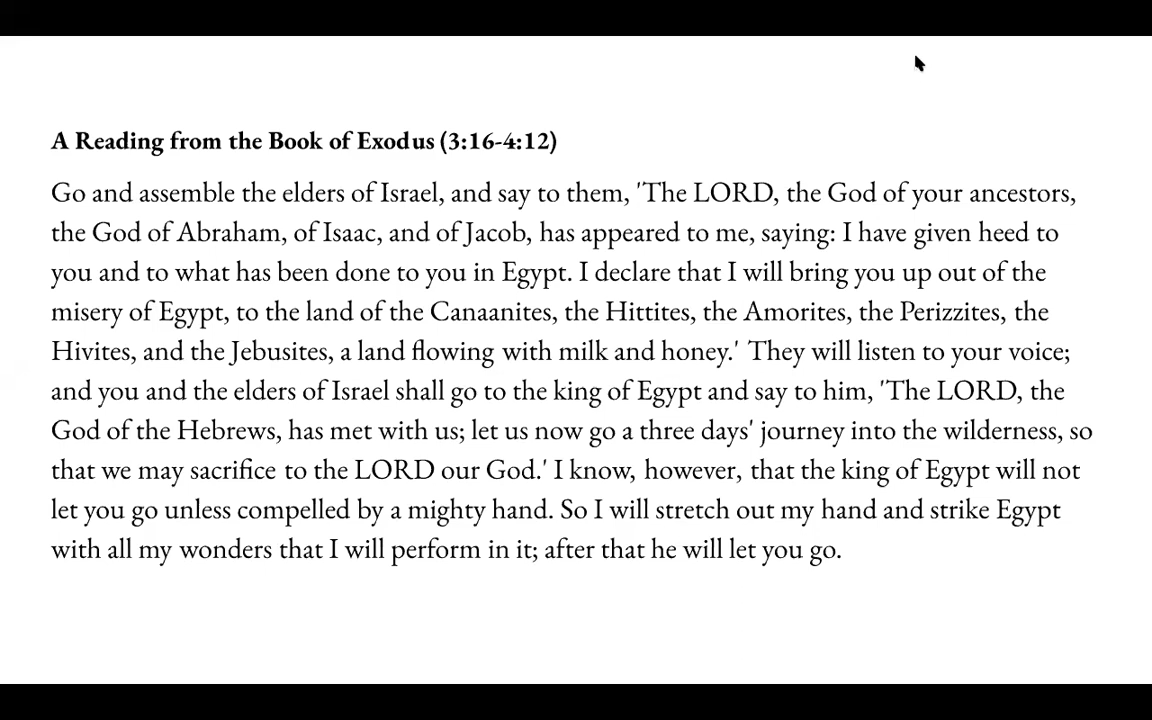 A Reading from the Book of Exodus (3:16-4:12)
Go and assemble the elders of Israel, and say to them, 'The LORD, the God of your ancestors,
the God of Abraham, of Isaac, and of Jacob, has appeared to me, saying: I have given heed to
you and to what has been done to you in Egypt. I declare that I will bring you up out of the
misery of Egypt, to the land of the Canaanites, the Hittites, the Amorites, the Perizzites, the
Hivites, and the Jebusites, a land flowing with milk and honey.' They will listen to your voice;
and you and the elders of Israel shall go to the king of Egypt and say to him, 'The LORD, the
God of the Hebrews, has met with us; let us now go a three days' journey into the wilderness, so
that we may sacrifice to the LORD our God.' I know, however, that the king of Egypt will not
let you go unless compelled by a mighty hand. So I will stretch out my hand and strike Egypt
with all my wonders that I will perform in it; after that he will let you go.